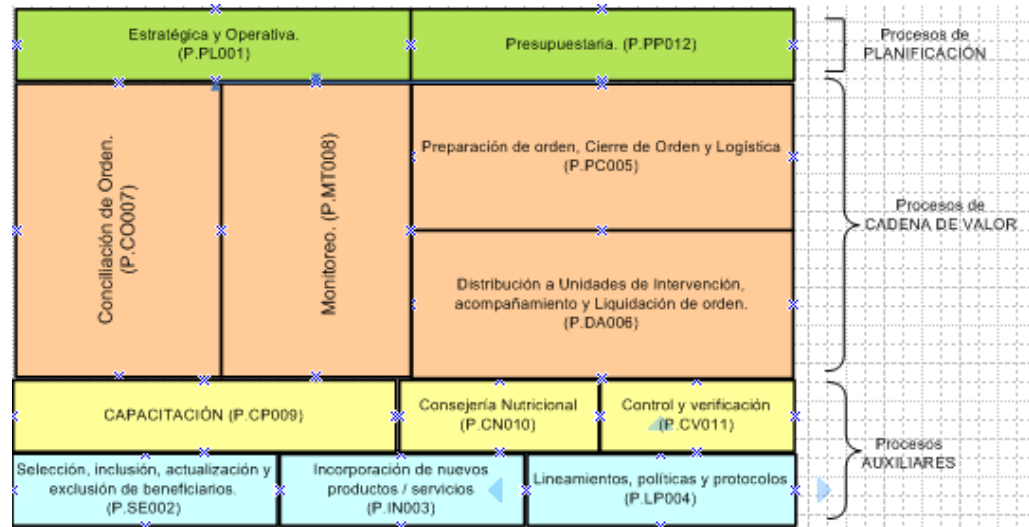 Estratégica y Operativa.
(P.PL001)
Presupuestaria. (P.PP012)
Procesos de
PLANIFICACIÓN
Conciliación de Orden.
(P.CO007)
Monitoreo. (P.MT008)
Preparación de orden, Cierre de Orden y Logística
(P.PC005)
Distribución a Unidades de Intervención,
acompañamiento y Liquidación de orden.
(P.DA006)
Procesos de
CADENA DE VALOR
CAPACITACIÓN (P.CP009)
Consejería Nutricional
(P.CN010)
Control y verificación
(P.CV011)
Selección, inclusión, actualización y
exclusión de beneficiarios.
(P.SE002)
Incorporación de nuevos
productos / servicios
(P.IN003)
Lineamientos, políticas y protocolos
(P.LP004)
Procesos
AUXILIARES